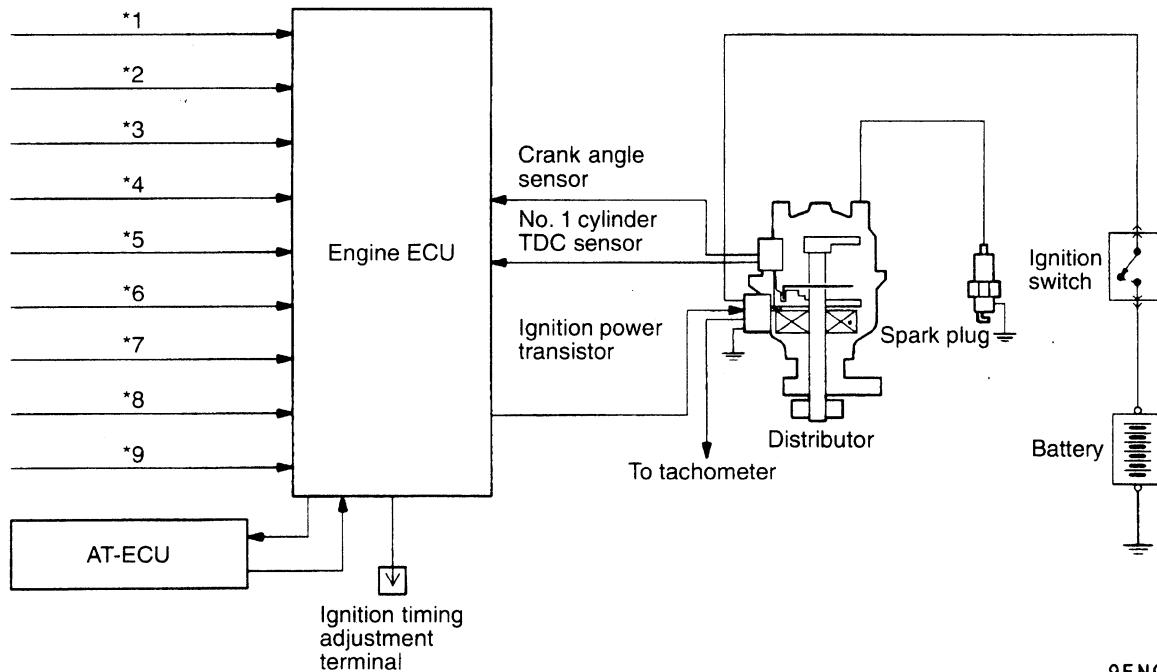 *1
*2
*3
*4
*5
*6
*7
*8
*9
Engine ECU
AT-ECU
Ignition timing
adjustment
terminal
Crank angle
sensor
No. 1 cylinder
TDC sensor
Ignition power
transistor
To tachometer
Distributor
Spark plug
Ignition
switch
Battery